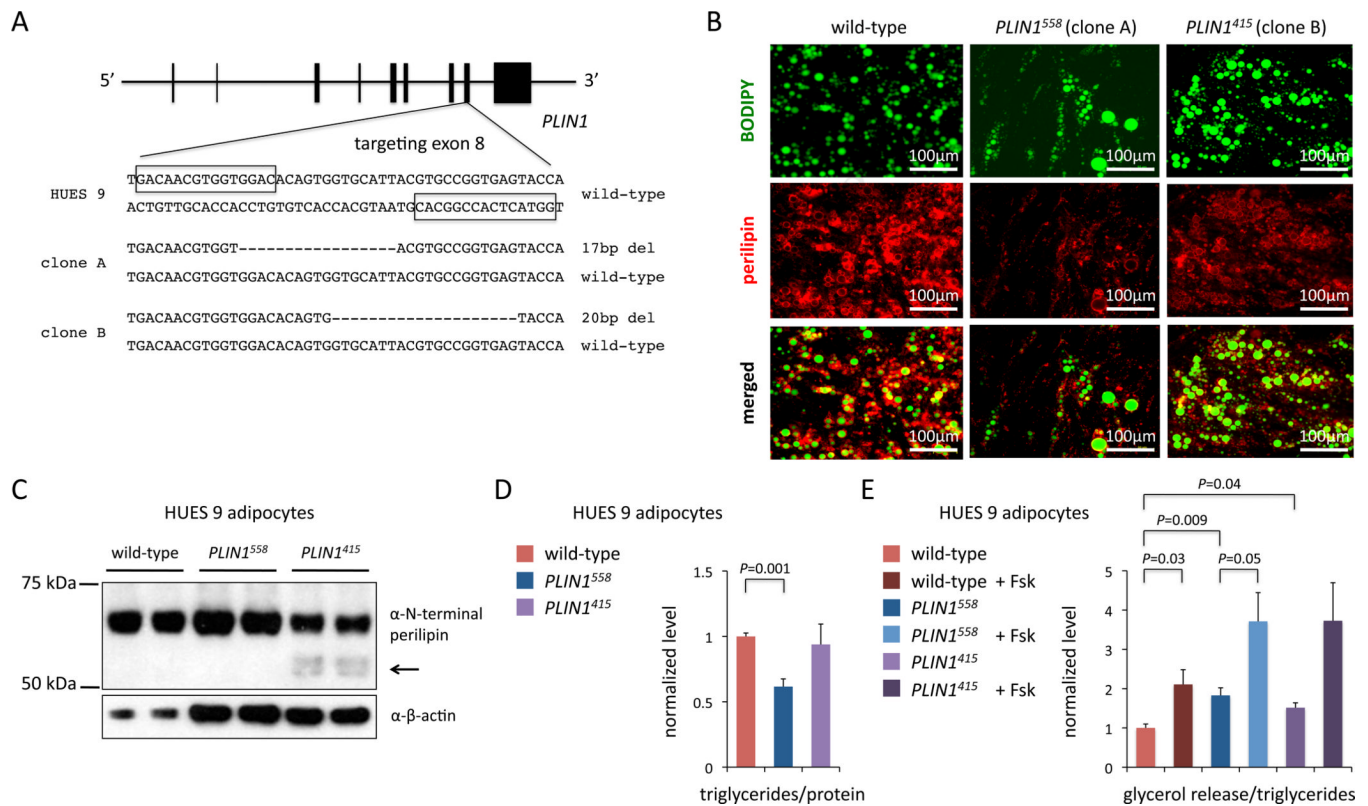 A
5’
3’
PLIN1
targeting exon 8
HUES 9
TGACAACGTGGTGGACACAGTGGTGCATTACGTGCCGGTGAGTACCA
wild-type
ACTGTTGCACCACCTGTGTCACCACGTAATGCACGGCCACTCATGGT
clone A
TGACAACGTGGT-----------------ACGTGCCGGTGAGTACCA
17bp del
TGACAACGTGGTGGACACAGTGGTGCATTACGTGCCGGTGAGTACCA
wild-type
clone B
TGACAACGTGGTGGACACAGTG--------------------TACCA
20bp del
TGACAACGTGGTGGACACAGTGGTGCATTACGTGCCGGTGAGTACCA
wild-type
B
wild-type
PLIN1⁵⁵⁸ (clone A)
PLIN1⁴¹⁵ (clone B)
BODIPY
100µm
100µm
100µm
perilipin
100µm
100µm
100µm
merged
100µm
100µm
100µm
C
HUES 9 adipocytes
wild-type
PLIN1⁵⁵⁸
PLIN1⁴¹⁵
75 kDa
α-N-terminal
perilipin
50 kDa
α-β-actin
D
HUES 9 adipocytes
wild-type
PLIN1⁵⁵⁸
PLIN1⁴¹⁵
P=0.001
normalized level
1.5
1
0.5
0
triglycerides/protein
E
HUES 9 adipocytes
wild-type
wild-type + Fsk
PLIN1⁵⁵⁸
PLIN1⁵⁵⁸ + Fsk
PLIN1⁴¹⁵
PLIN1⁴¹⁵ + Fsk
P=0.04
P=0.009
P=0.03
P=0.05
normalized level
5
4
3
2
1
0
glycerol release/triglycerides